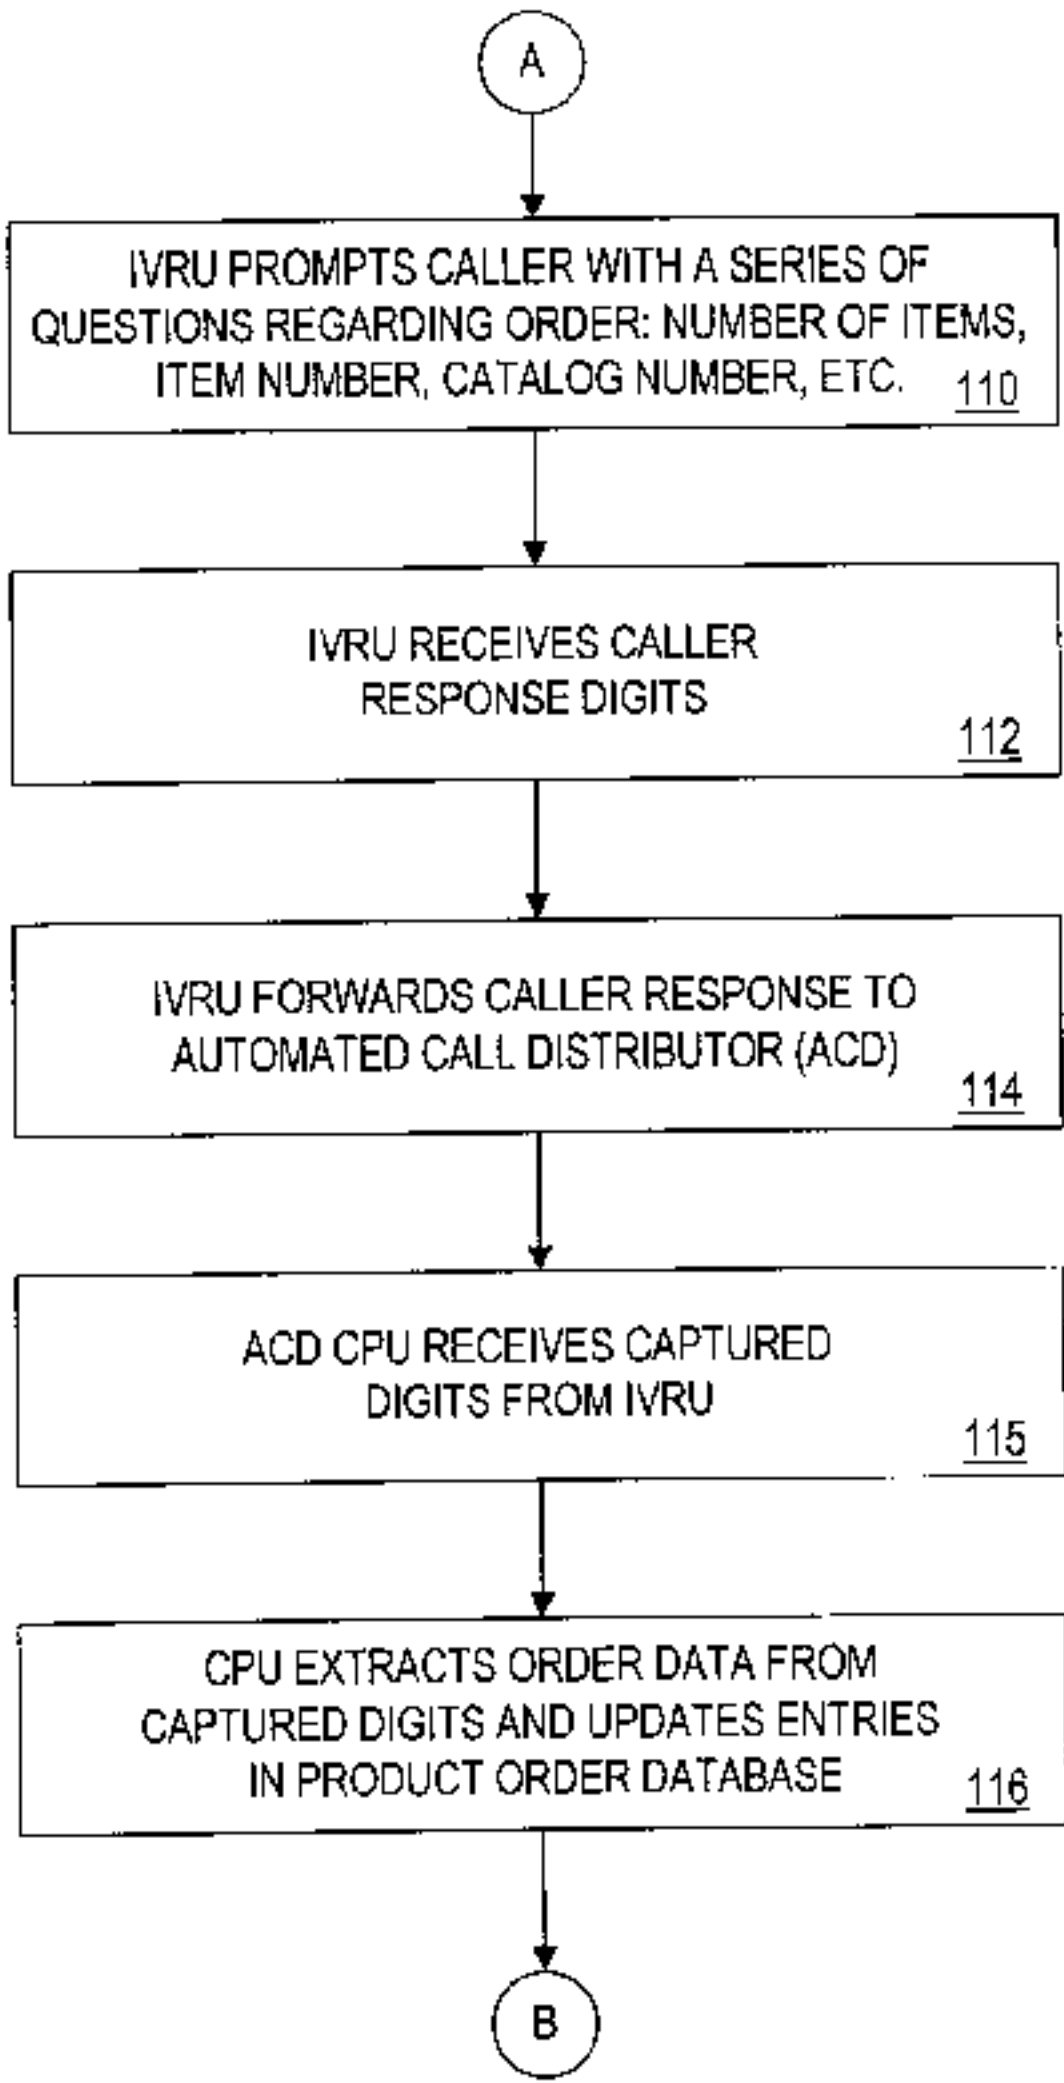 A
IVRU PROMPTS CALLER WITH A SERIES OF
QUESTIONS REGARDING ORDER: NUMBER OF ITEMS,
ITEM NUMBER, CATALOG NUMBER, ETC.
110
IVRU RECEIVES CALLER
RESPONSE DIGITS
112
IVRU FORWARDS CALLER RESPONSE TO
AUTOMATED CALL DISTRIBUTOR (ACD)
114
ACD CPU RECEIVES CAPTURED
DIGITS FROM IVRU
115
CPU EXTRACTS ORDER DATA FROM
CAPTURED DIGITS AND UPDATES ENTRIES
IN PRODUCT ORDER DATABASE
116
B